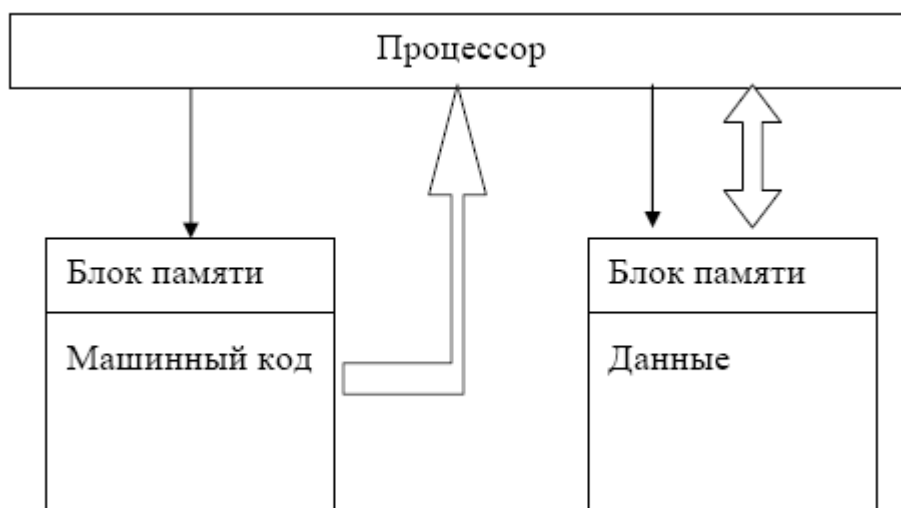 Процессор
Блок памяти
Машинный код
Блок памяти
Данные